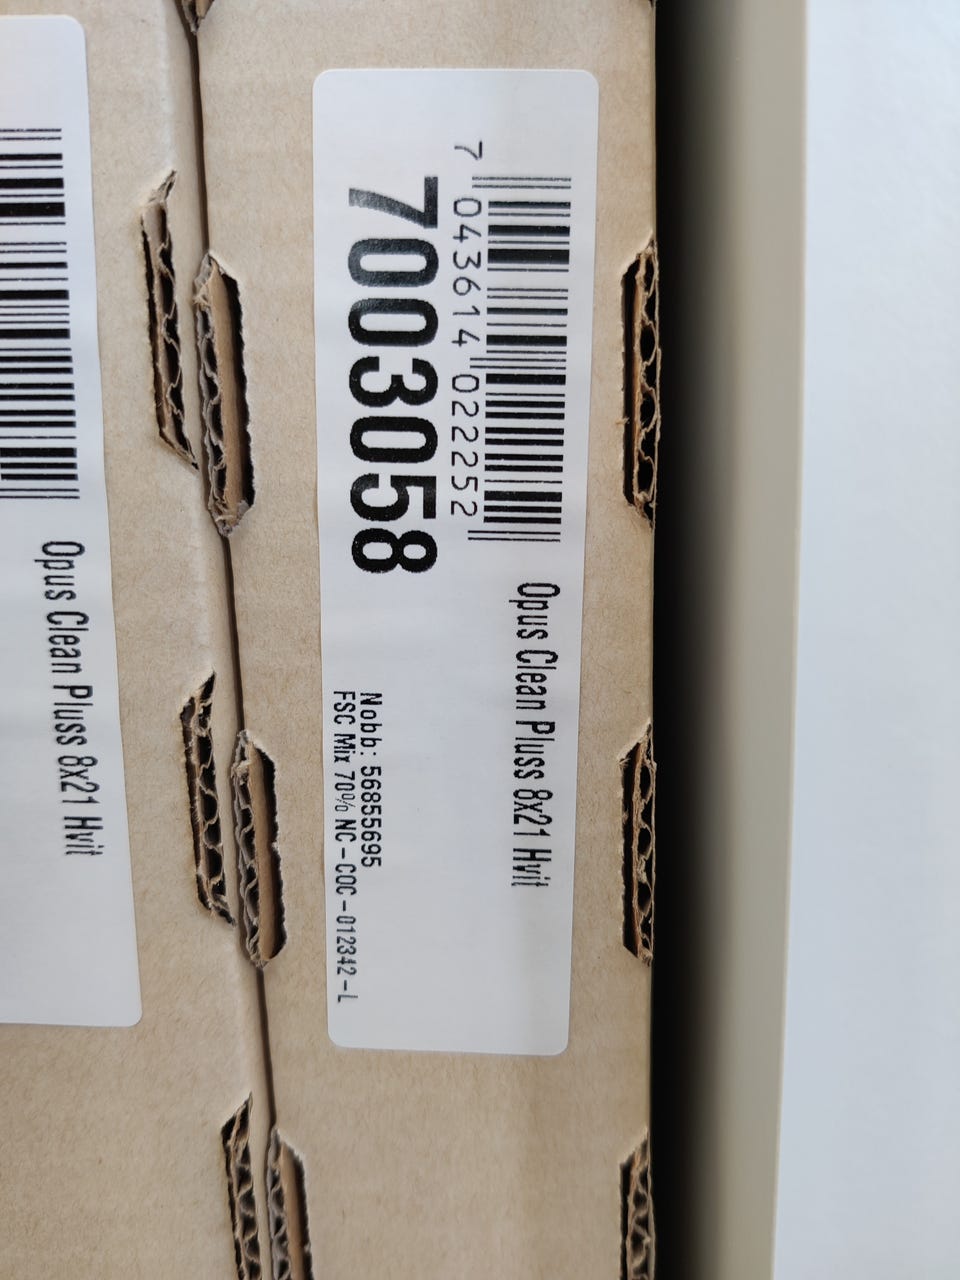 Opus Clean Pluss 8x21 Hvit
7 043614 022252
7003058
Opus Clean Pluss 8x21 Hvit
Nobb: 56855695
FSC Mix 70% NC-COC-012342-L